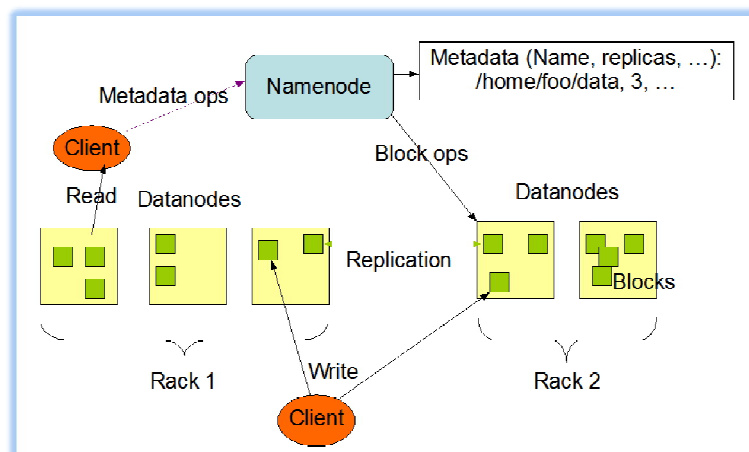 Metadata (Name, replicas, …):
/home/foo/data, 3, …
Namenode
Metadata ops
Client
Block ops
Read
Datanodes
Datanodes
Replication
Blocks
Rack 1
Write
Rack 2
Client